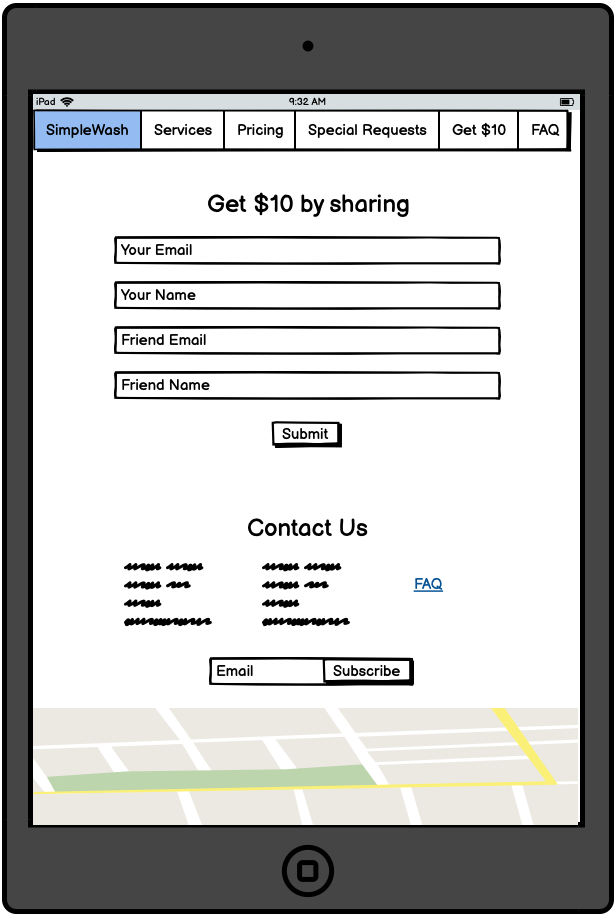 iPad 9:32 AM
SimpleWash Services Pricing Special Requests Get $10 FAQ
Get $10 by sharing
Your Email
Your Name
Friend Email
Friend Name
Submit
Contact Us
FAQ
Email Subscribe